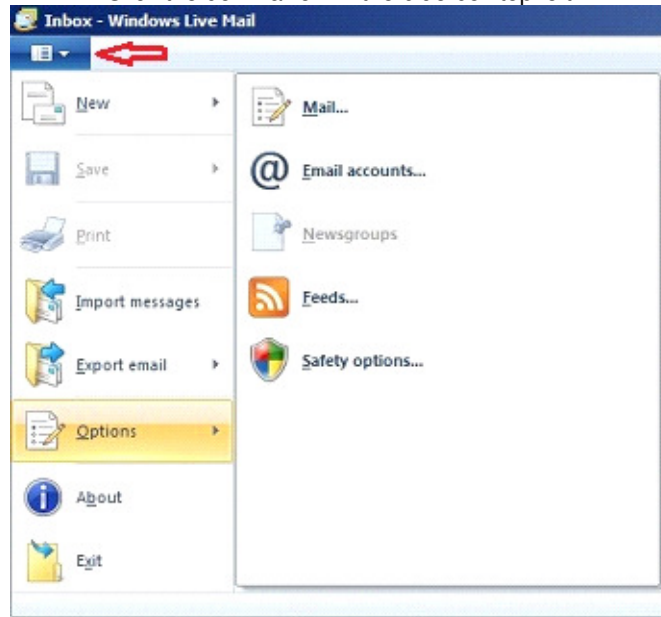 Inbox - Windows Live Mail
New
Save
Print
Import messages
Export email
Options
About
Exit
Mail...
Email accounts...
Newsgroups
Feeds...
Safety options...